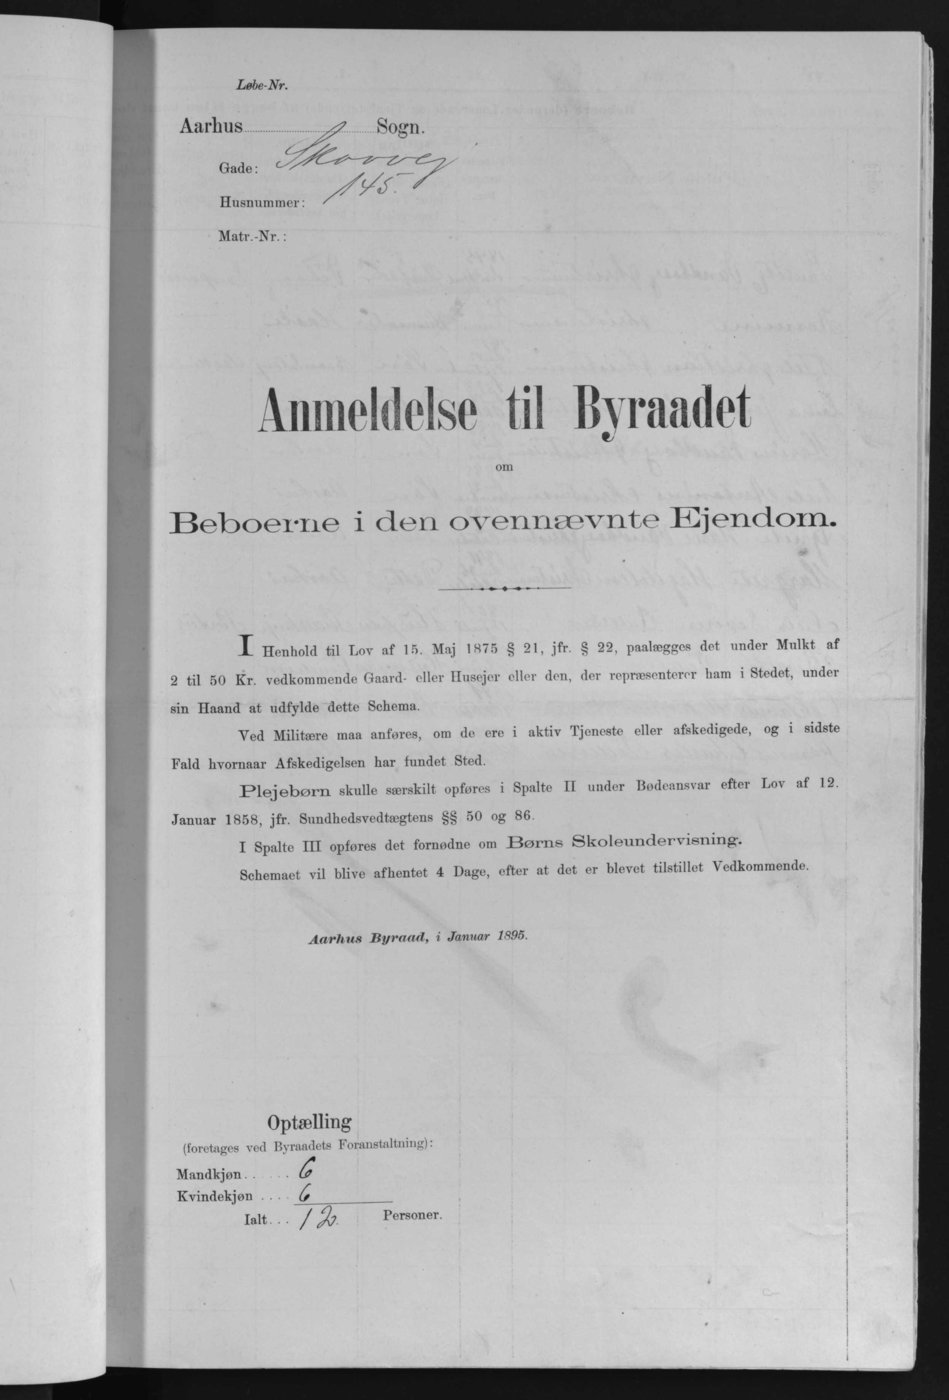 Løbe-Nr.
Aarhus Sogn.
Gade: Skovvej
Husnummer: 145.
Matr.-Nr.:
Anmeldelse til Byraadet
om
Beboerne i den ovennævnte Ejendom.
I Henhold til Lov af 15. Maj 1875 § 21, jfr. § 22, paalægges det under Mulkt af
2 til 50 Kr. vedkommende Gaard- eller Husejer eller den, der repræsenterer ham i Stedet, under
sin Haand at udfylde dette Schema.
Ved Militære maa anføres, om de ere i aktiv Tjeneste eller afskedigede, og i sidste
Fald hvornaar Afskedigelsen har fundet Sted.
Plejebørn skulle særskilt opføres i Spalte II under Bødeansvar efter Lov af 12.
Januar 1858, jfr. Sundhedsvedtægtens §§ 50 og 86.
I Spalte III opføres det fornødne om Børns Skoleundervisning.
Schemaet vil blive afhentet 4 Dage, efter at det er blevet tilstillet Vedkommende.
Aarhus Byraad, i Januar 1895.
Optælling
(foretages ved Byraadets Foranstaltning):
Mandkjøn..... 6
Kvindekjøn .... 6
Ialt... 12 Personer.